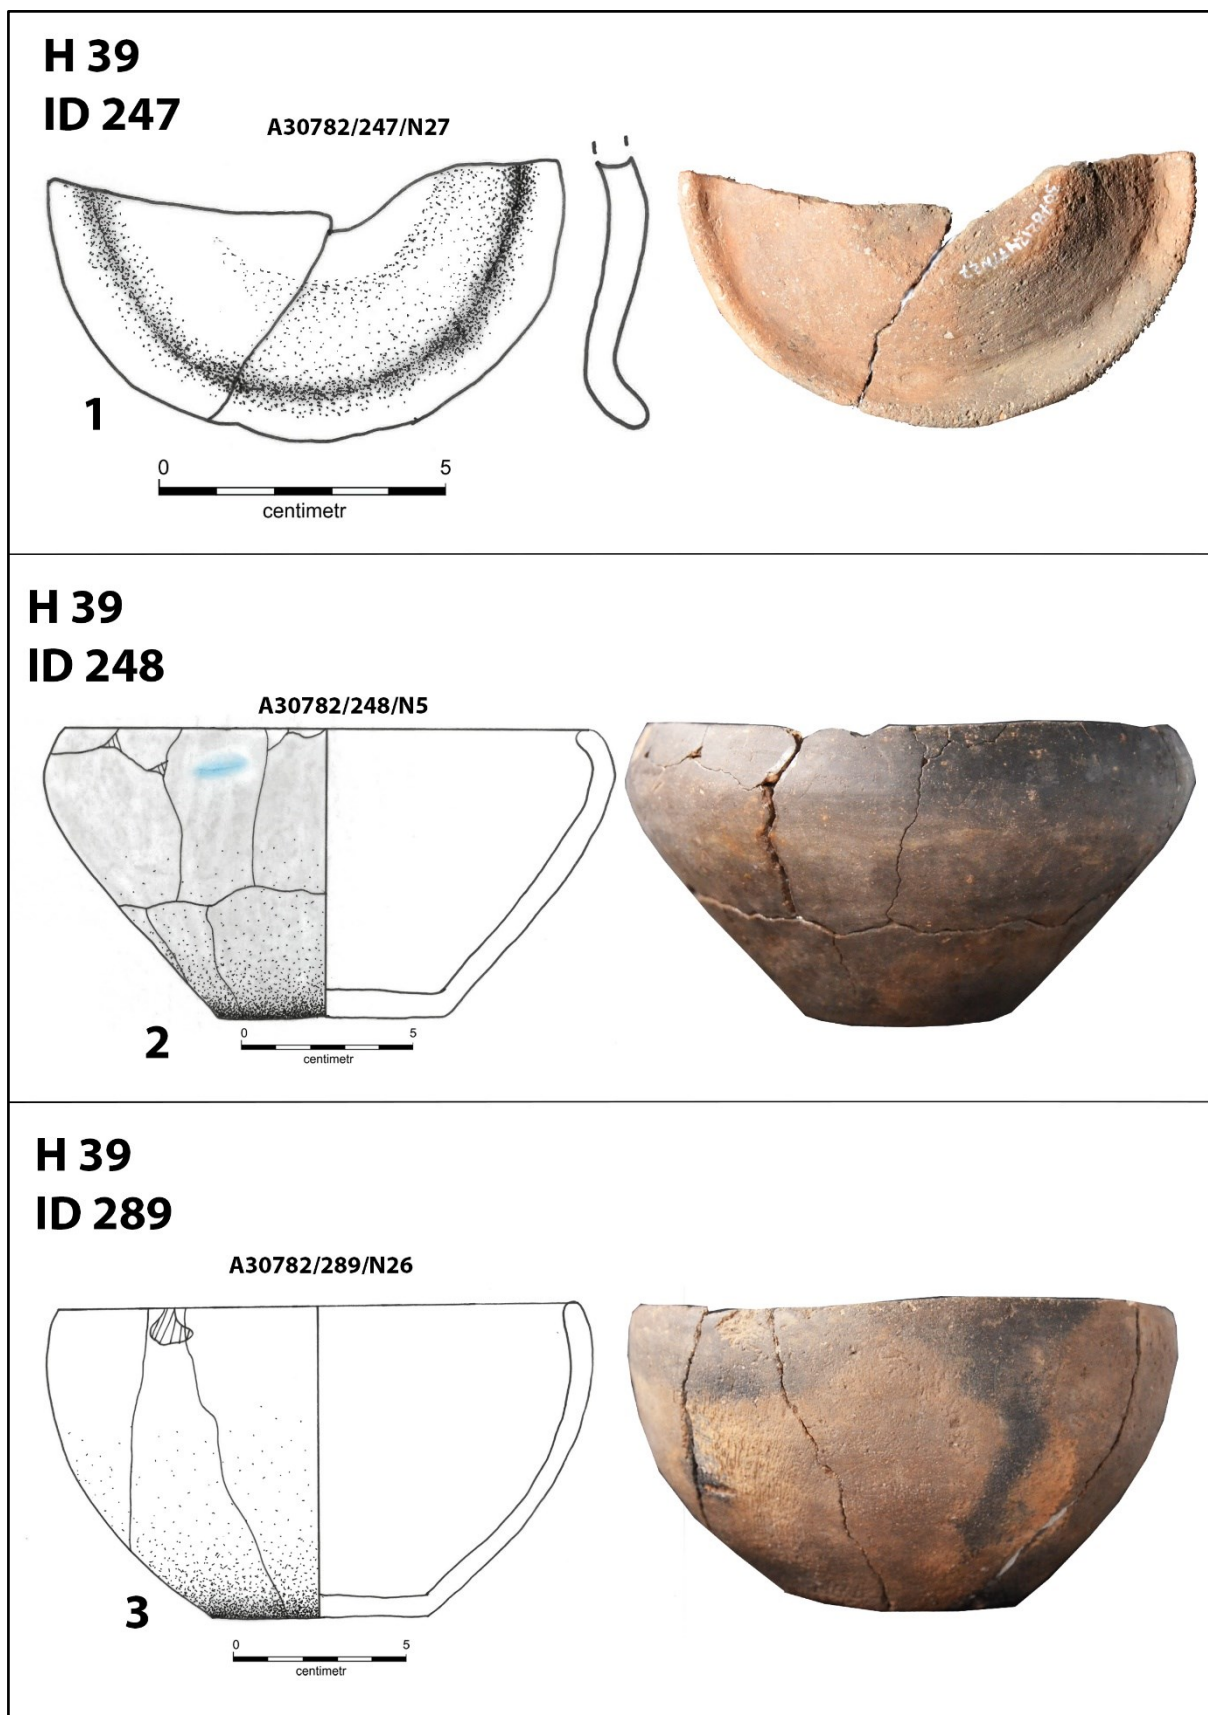 H 39
ID 247
A30782/247/N27
1
0 5
centimetr
H 39
ID 248
A30782/248/N5
2
0 5
centimetr
H 39
ID 289
A30782/289/N26
3
0 5
centimetr